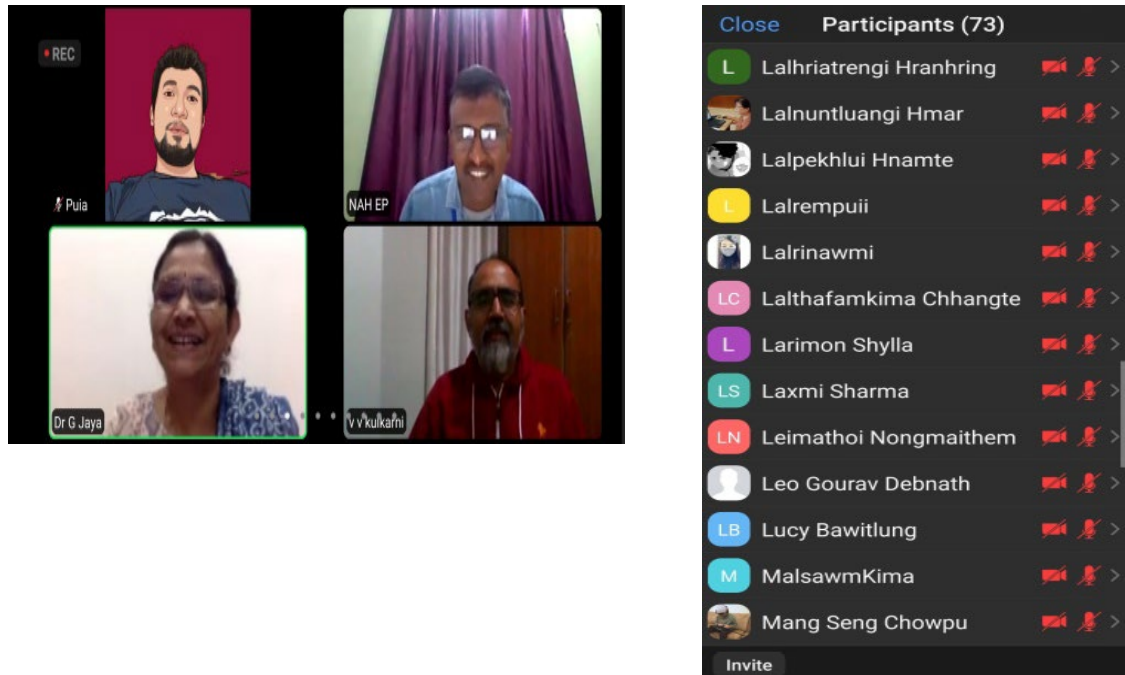 REC
Puia
NAH EP
Dr G Jaya
v v kulkarni
Close Participants (73)
L Lalhriatrengi Hranhring
Lalnuntluangi Hmar
Lalpekhlui Hnamte
L Lalrempuii
Lalrinawmi
LC Lalthafamkima Chhangte
L Larimon Shylla
LS Laxmi Sharma
LN Leimathoi Nongmaithem
Leo Gourav Debnath
LB Lucy Bawitlung
M MalsawmKima
Mang Seng Chowpu
Invite